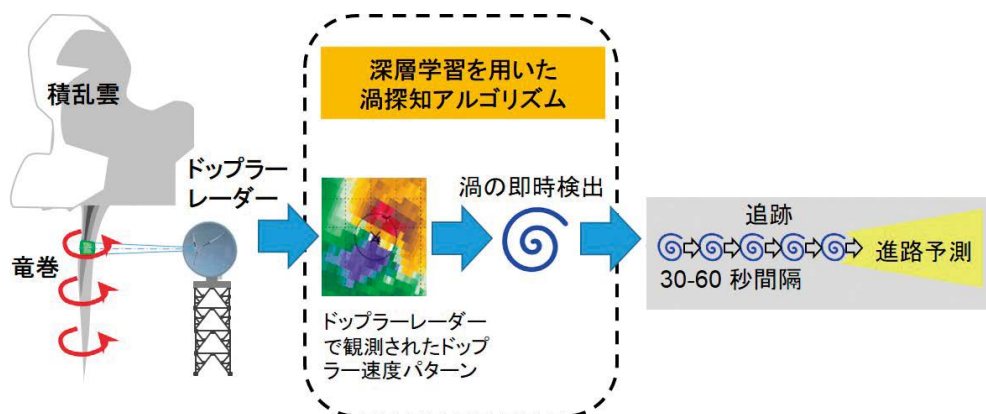 積乱雲
竜巻
ドップラー
レーダー
深層学習を用いた
渦探知アルゴリズム
ドップラーレーダー
で観測されたドップ
ラー速度パターン
渦の即時検出
追跡
30-60 秒間隔
進路予測